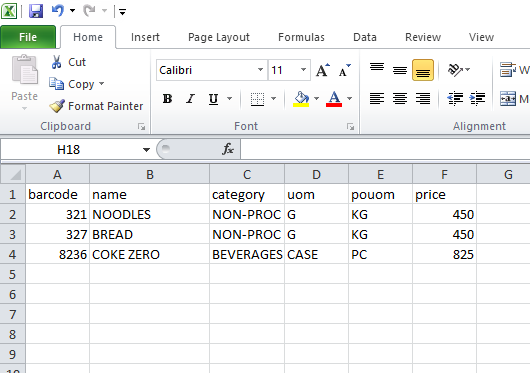 File Home Insert Page Layout Formulas Data Review View
Cut
Copy
Format Painter
Paste
Calibri 11 A A
B I U A
Clipboard Font Alignment
H18 fx
A B C D E F G
1 barcode name category uom pouom price
2 321 NOODLES NON-PROC G KG 450
3 327 BREAD NON-PROC G KG 450
4 8236 COKE ZERO BEVERAGES CASE PC 825
5
6
7
8
9